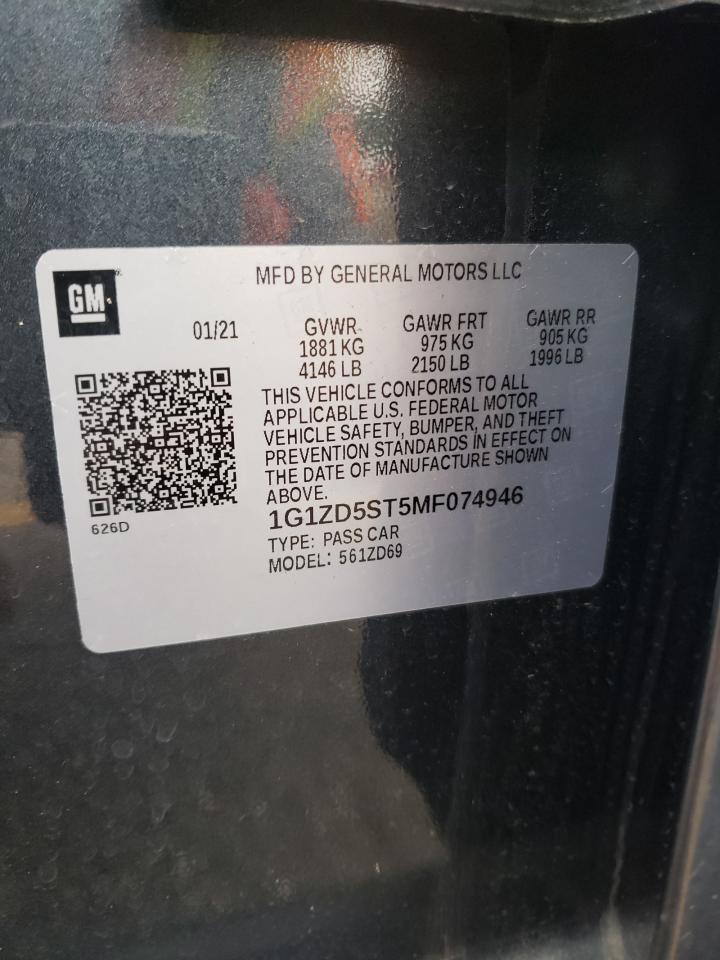 GM
MFD BY GENERAL MOTORS LLC
01/21
GVWR
1881 KG
4146 LB
GAWR FRT
975 KG
2150 LB
GAWR RR
905 KG
1996 LB
THIS VEHICLE CONFORMS TO ALL
APPLICABLE U.S. FEDERAL MOTOR
VEHICLE SAFETY, BUMPER, AND THEFT
PREVENTION STANDARDS IN EFFECT ON
THE DATE OF MANUFACTURE SHOWN
ABOVE.
626D
1G1ZD5ST5MF074946
TYPE: PASS CAR
MODEL: 561ZD69